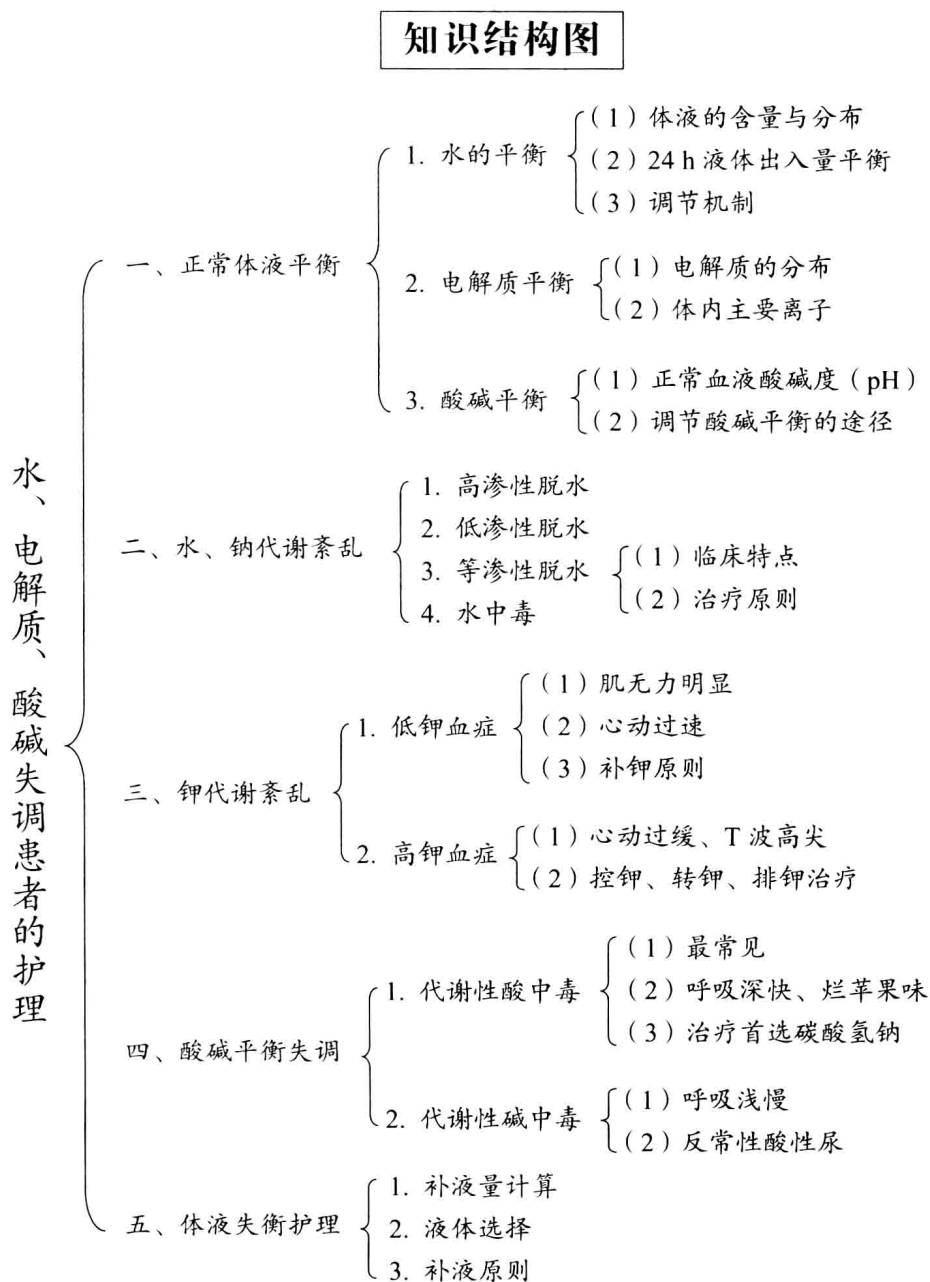 知识结构图
水、电解质、酸碱失调患者的护理
一、正常体液平衡
1. 水的平衡
（1）体液的含量与分布
（2）24 h 液体出入量平衡
（3）调节机制
2. 电解质平衡
（1）电解质的分布
（2）体内主要离子
3. 酸碱平衡
（1）正常血液酸碱度（pH）
（2）调节酸碱平衡的途径
二、水、钠代谢紊乱
1. 高渗性脱水
2. 低渗性脱水
3. 等渗性脱水
4. 水中毒
（1）临床特点
（2）治疗原则
三、钾代谢紊乱
1. 低钾血症
（1）肌无力明显
（2）心动过速
（3）补钾原则
2. 高钾血症
（1）心动过缓、T 波高尖
（2）控钾、转钾、排钾治疗
四、酸碱平衡失调
1. 代谢性酸中毒
（1）最常见
（2）呼吸深快、烂苹果味
（3）治疗首选碳酸氢钠
2. 代谢性碱中毒
（1）呼吸浅慢
（2）反常性酸性尿
五、体液失衡护理
1. 补液量计算
2. 液体选择
3. 补液原则